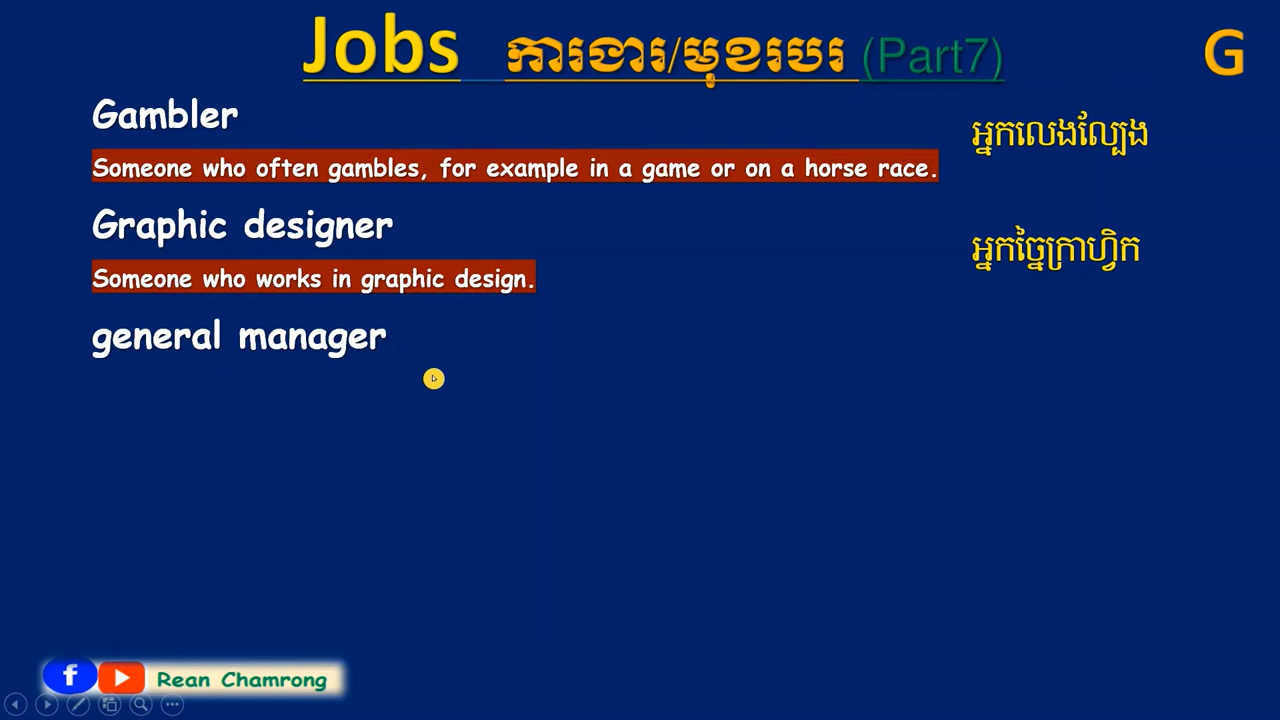 Jobs ការងារ/មុខរបរ (Part7) G
Gambler
អ្នកលេងល្បែង
Someone who often gambles, for example in a game or on a horse race.
Graphic designer
អ្នកច្នៃក្រាហ្វិក
Someone who works in graphic design.
general manager
f Rean Chamrong